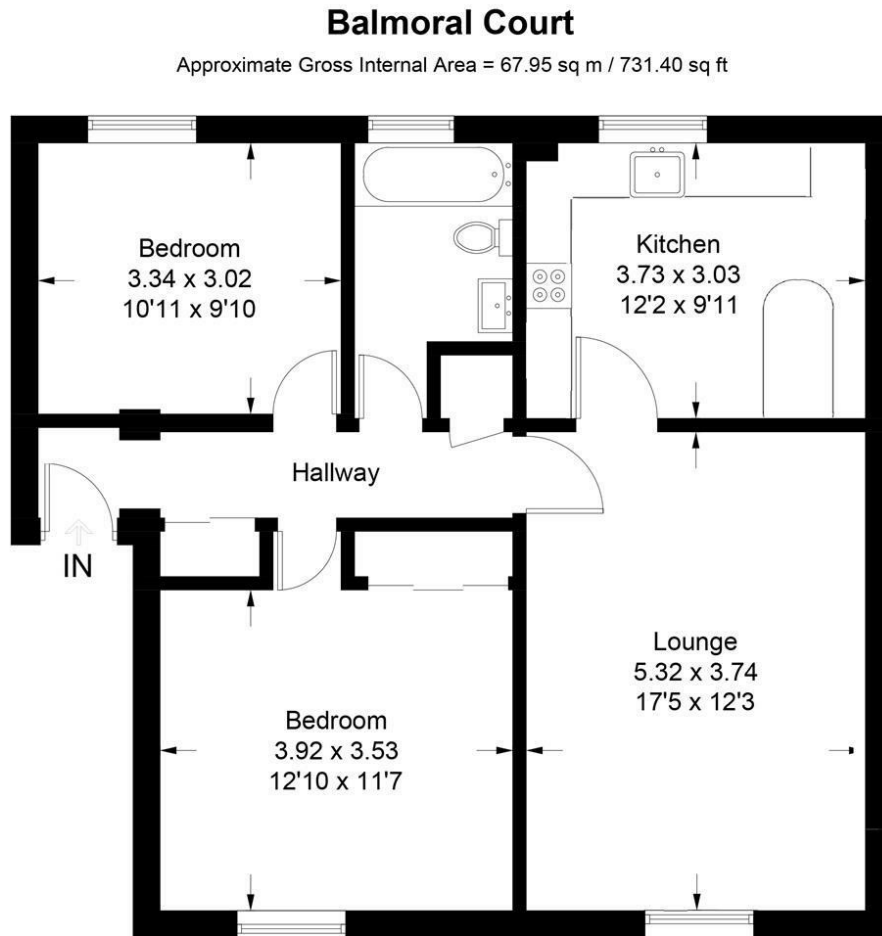 Balmoral Court
Approximate Gross Internal Area = 67.95 sq m / 731.40 sq ft
Bedroom
3.34 x 3.02
10'11 x 9'10
Kitchen
3.73 x 3.03
12'2 x 9'11
Hallway
IN
Bedroom
3.92 x 3.53
12'10 x 11'7
Lounge
5.32 x 3.74
17'5 x 12'3